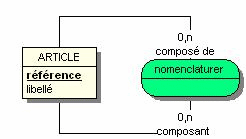 0,n
composé de
ARTICLE
référence
libellé
nomenclaturer
0,n
composant